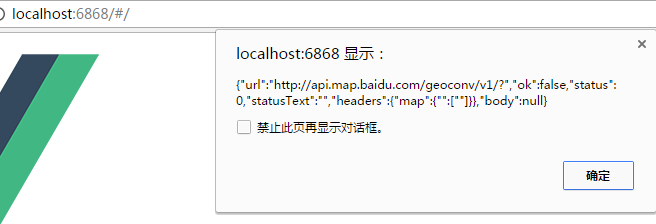 localhost:6868/#/
localhost:6868 显示：
{"url":"http://api.map.baidu.com/geoconv/v1/?","ok":false,"status":
0,"statusText":"","headers":{"map":{"":[""]}},"body":null}
禁止此页再显示对话框。
确定